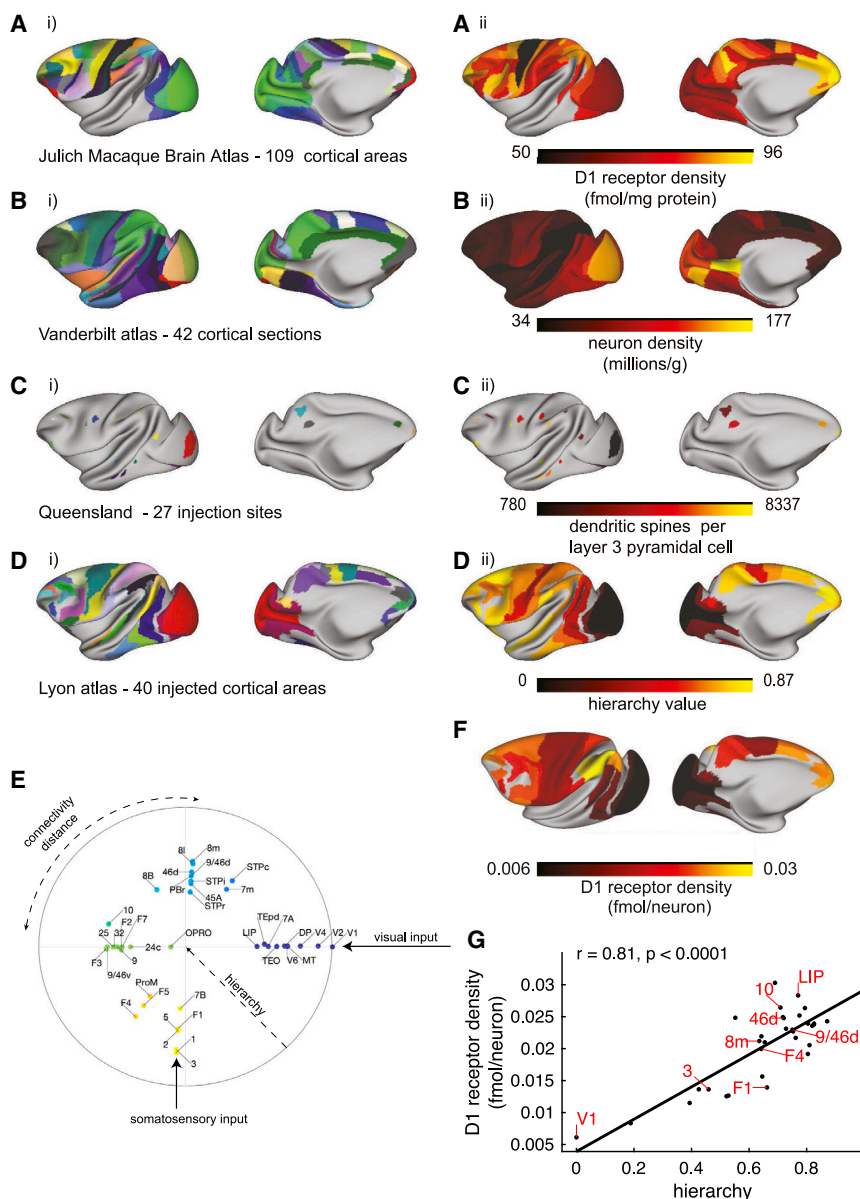 A i)
Julich Macaque Brain Atlas - 109 cortical areas
A ii
50 96
D1 receptor density
(fmol/mg protein)
B i)
Vanderbilt atlas - 42 cortical sections
B ii)
34 177
neuron density
(millions/g)
C i)
Queensland - 27 injection sites
C ii)
780 8337
dendritic spines per
layer 3 pyramidal cell
D i)
Lyon atlas - 40 injected cortical areas
D ii)
0 0.87
hierarchy value
E
connectivity
distance
8l 8m
46d 9/46d
STPc
8B PBr STPi 7m
45A
STPr
10
25 32 F2 F7
24c OPRO
F3 9
9/46v
LIP TEpd 7A DP V4 V2 V1
TEO V6 MT
visual input
hierarchy
ProM F5
F4
7B
5 F1
2 1
3
somatosensory input
F
0.006 0.03
D1 receptor density
(fmol/neuron)
G
r = 0.81, p < 0.0001
D1 receptor density
(fmol/neuron)
0.03
0.025
0.02
0.015
0.01
0.005
10 LIP
46d
8m 9/46d
F4
3 F1
V1
0 0.2 0.4 0.6 0.8
hierarchy